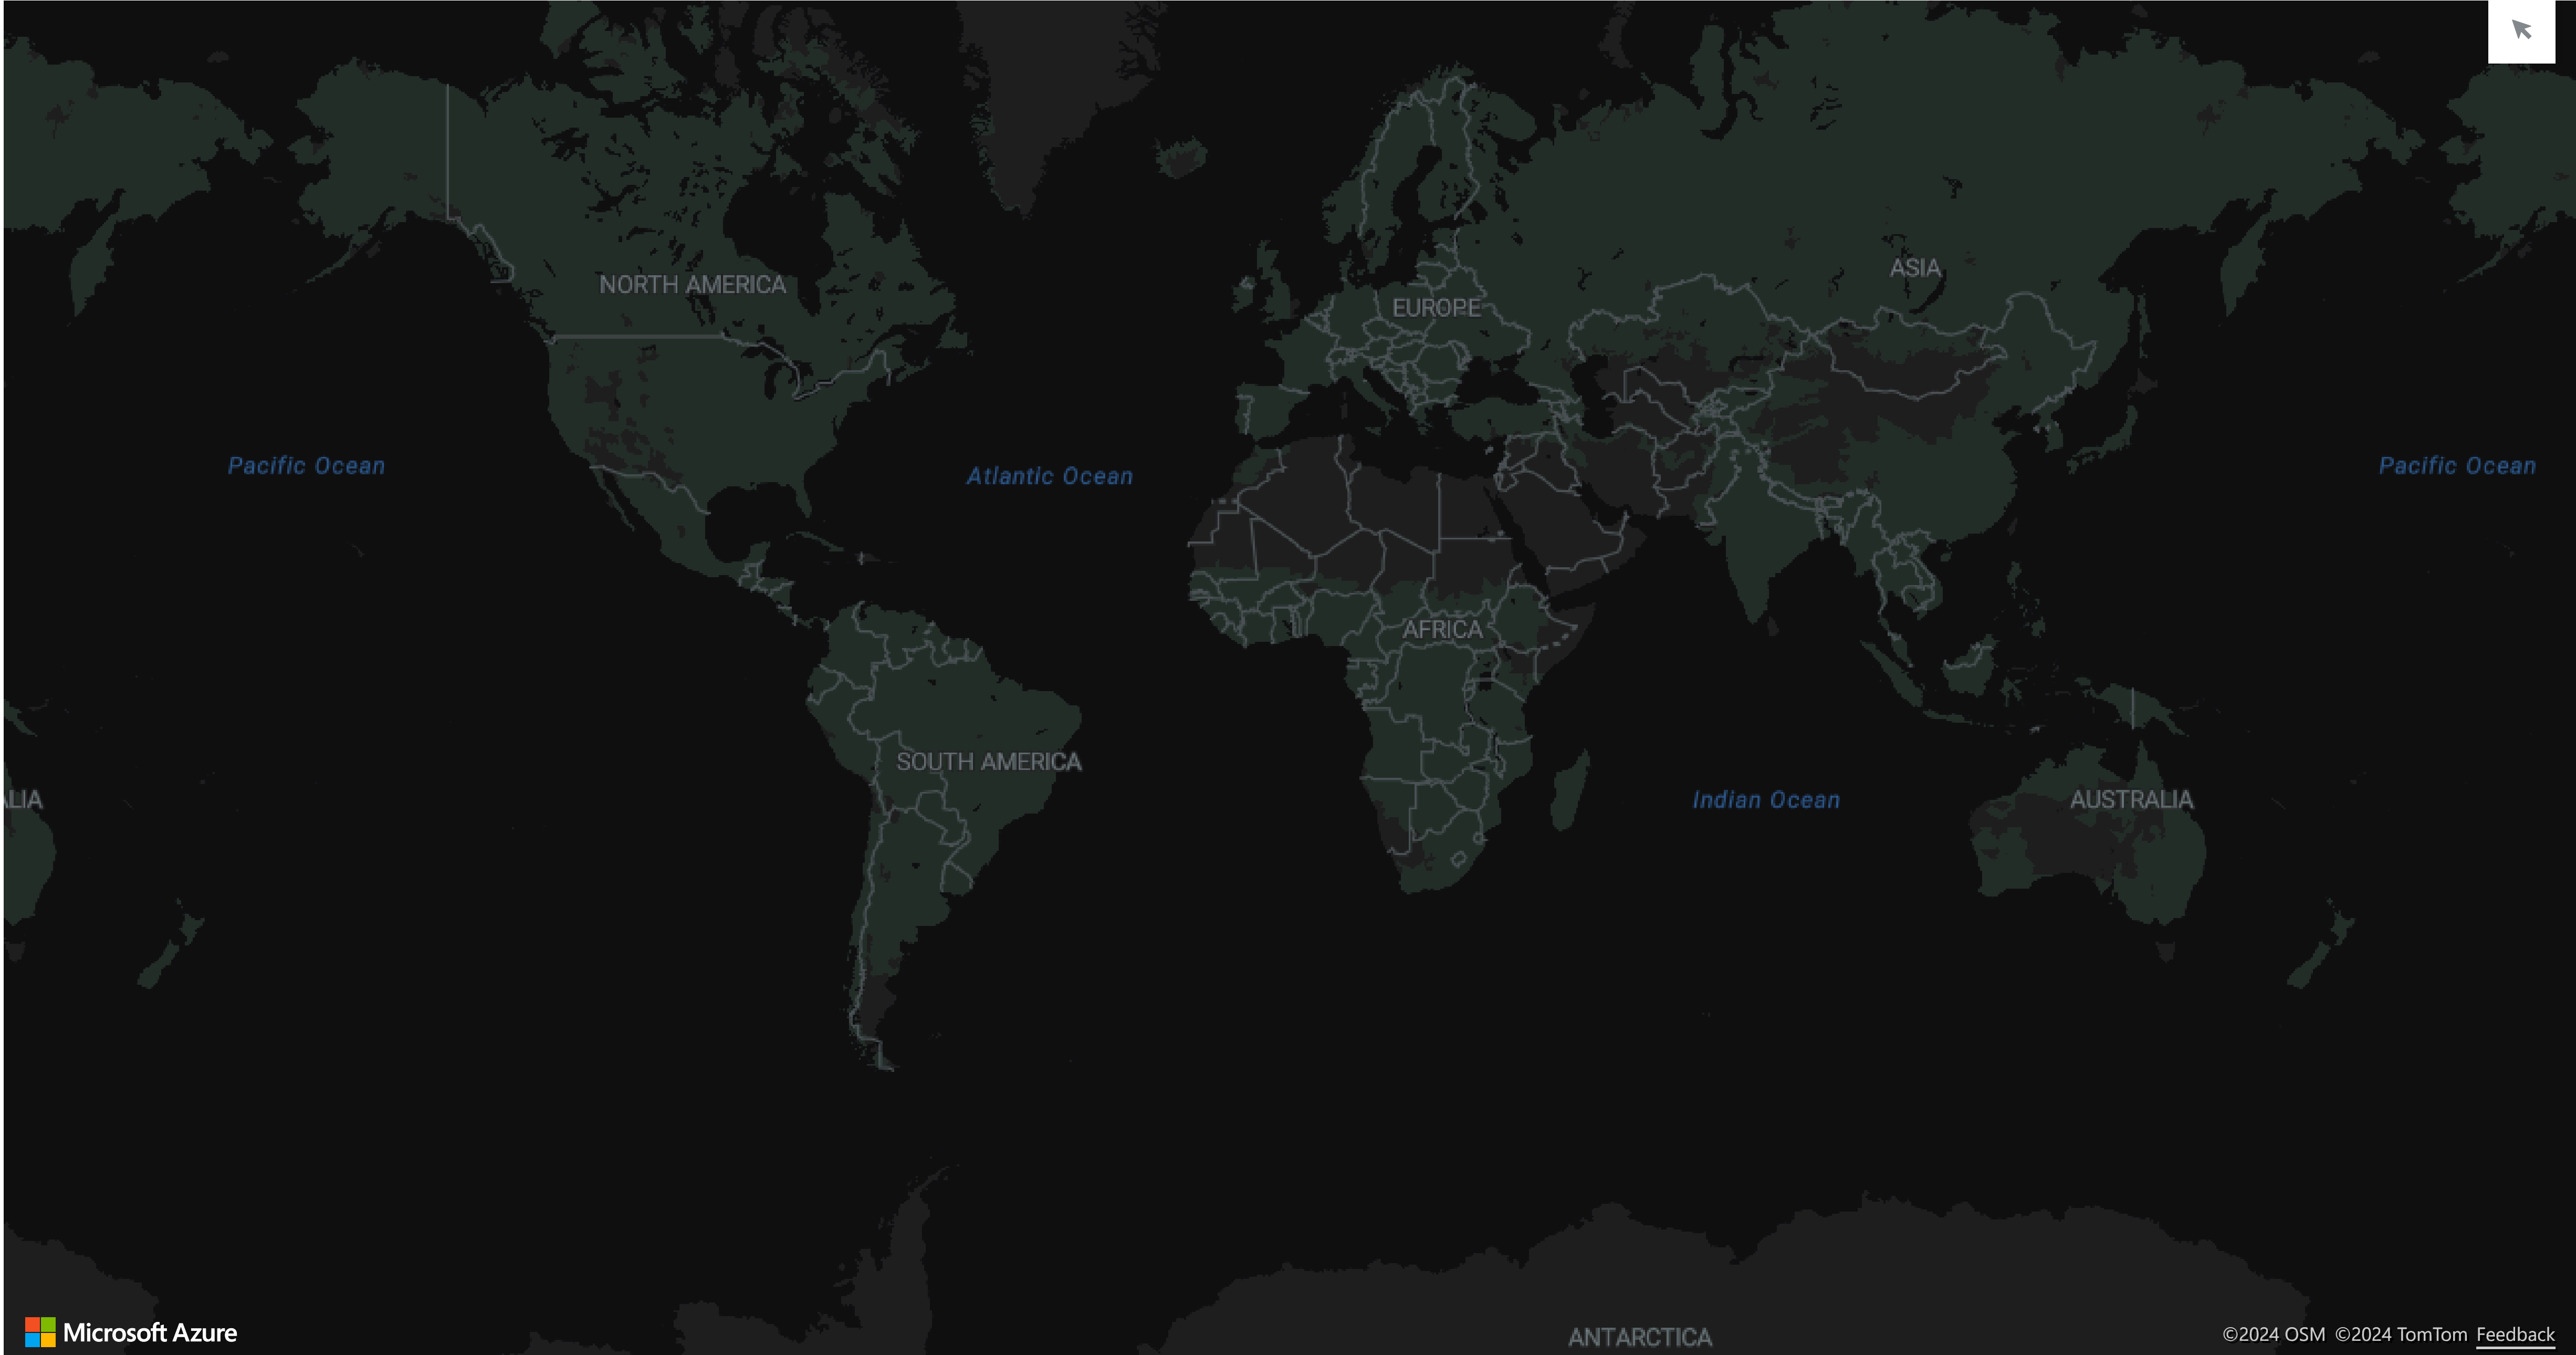 ASIA
NORTH AMERICA
EUROPE
Pacific Ocean
Atlantic Ocean
Pacific Ocean
AFRICA
SOUTH AMERICA
ALIA
Indian Ocean
AUSTRALIA
ANTARCTICA
Microsoft Azure
©2024 OSM ©2024 TomTom Feedback